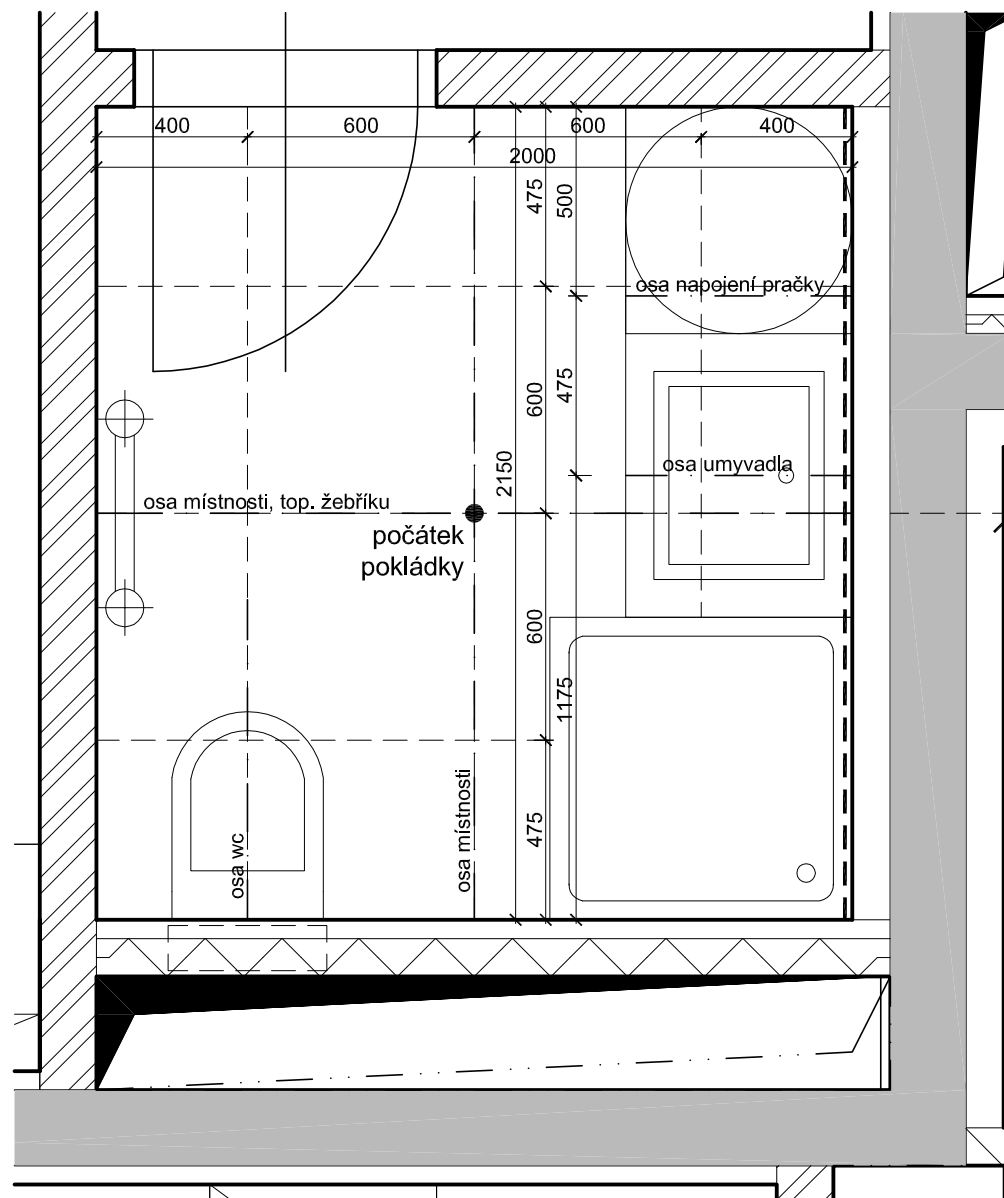 400
600
600
400
2000
475
500
osa napojení pračky
600
475
osa umyvadla
2150
osa místnosti, top. žebříku
počátek
pokládky
600
1175
osa místnosti
475
osa wc